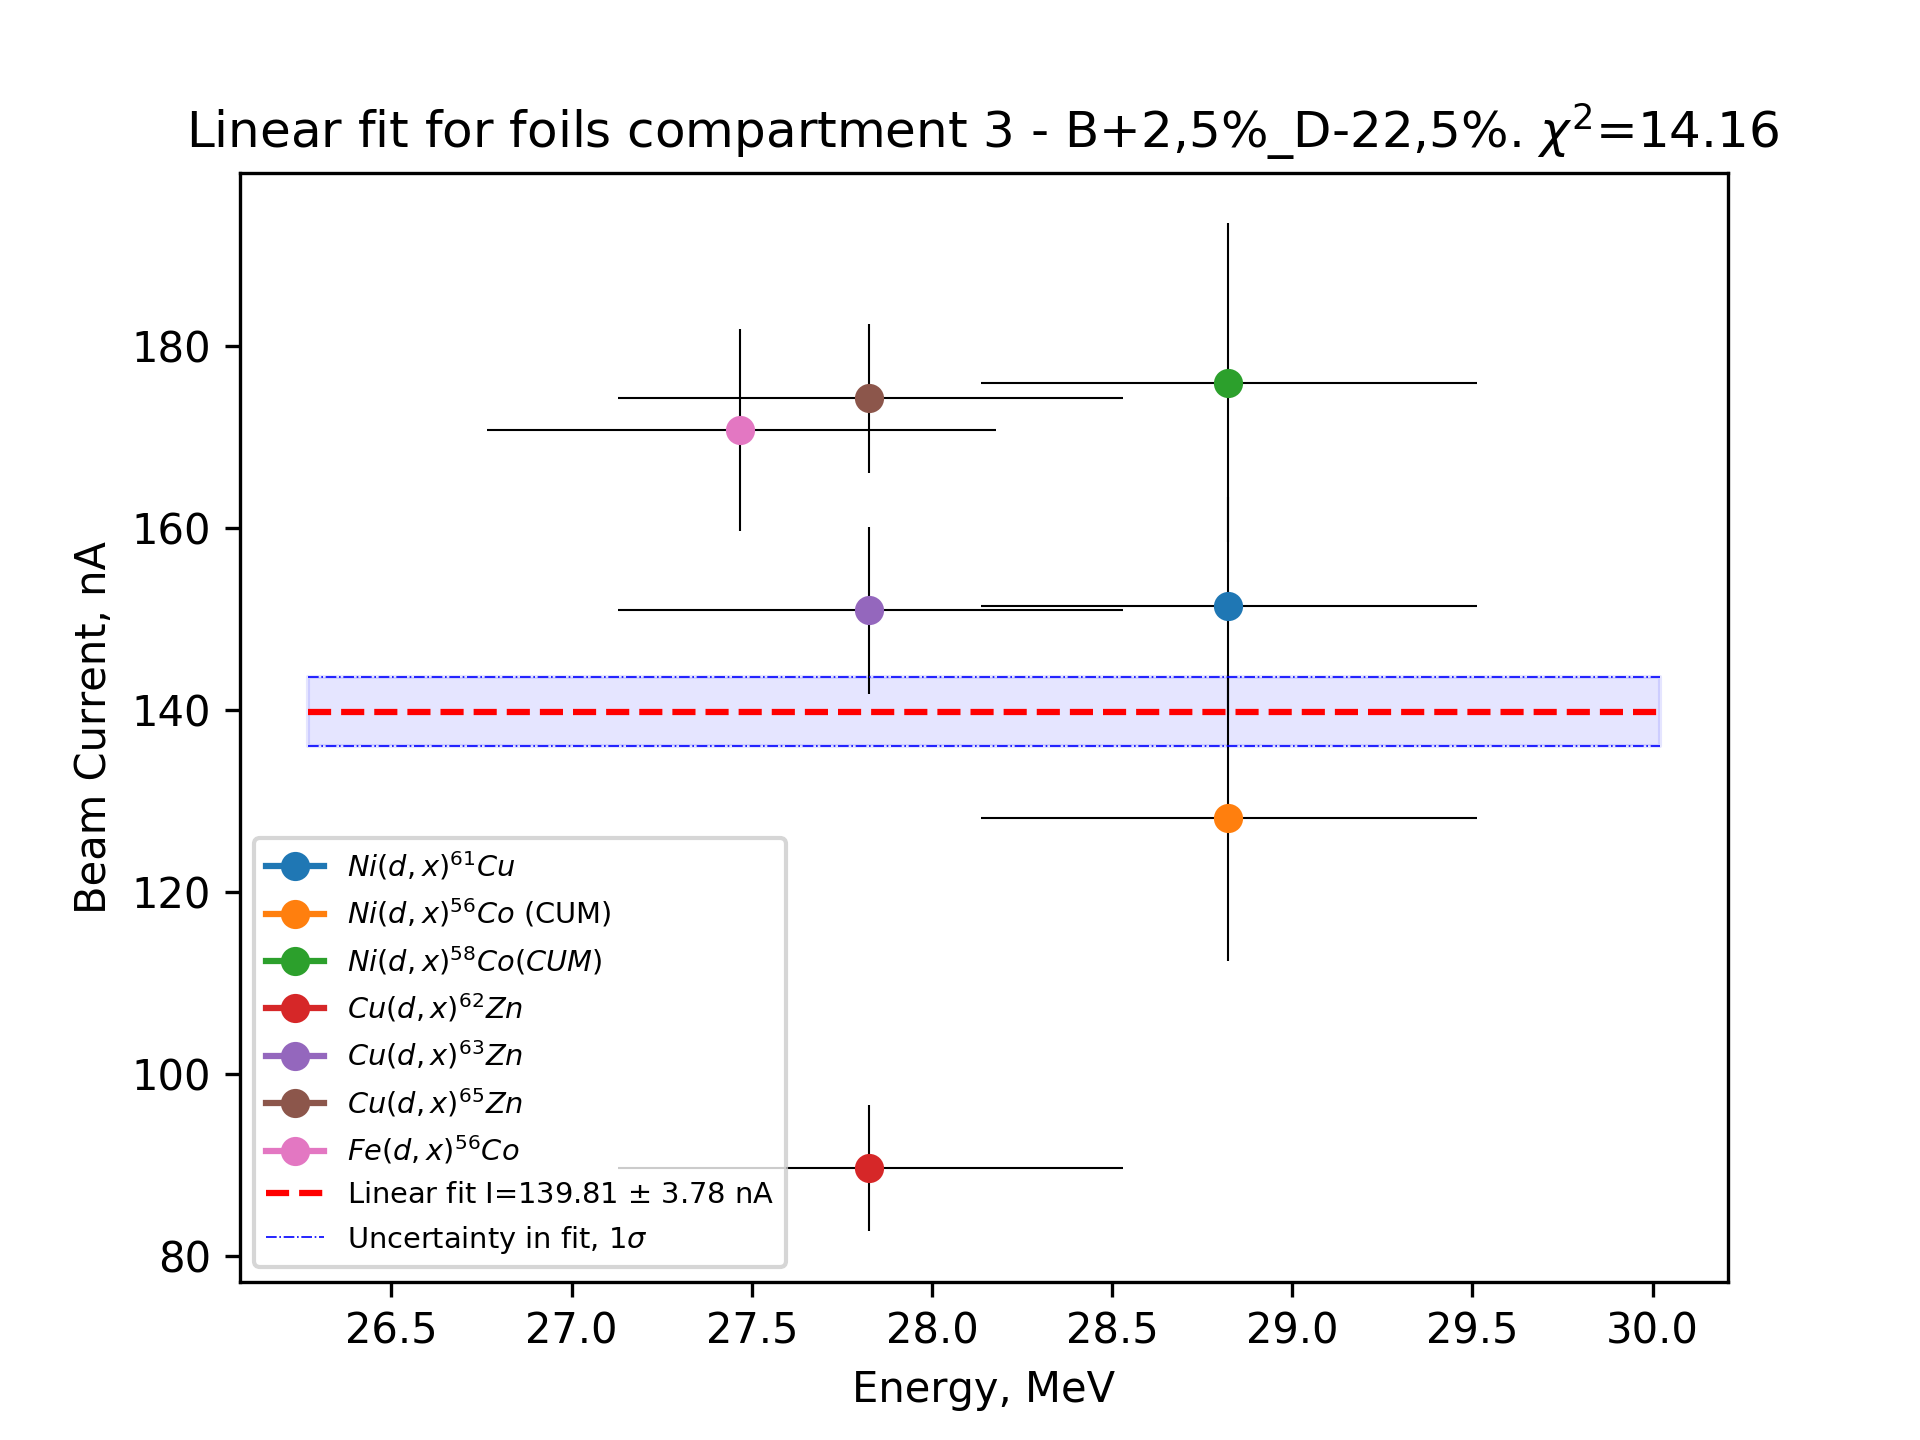 Linear fit for foils compartment 3 - B+2,5%_D-22,5%. χ²=14.16
Beam Current, nA
180
160
140
120
100
80
Ni(d, x)⁶¹Cu
Ni(d, x)⁵⁶Co (CUM)
Ni(d, x)⁵⁸Co(CUM)
Cu(d, x)⁶²Zn
Cu(d, x)⁶³Zn
Cu(d, x)⁶⁵Zn
Fe(d, x)⁵⁶Co
Linear fit I=139.81 ± 3.78 nA
Uncertainty in fit, 1σ
26.5 27.0 27.5 28.0 28.5 29.0 29.5 30.0
Energy, MeV